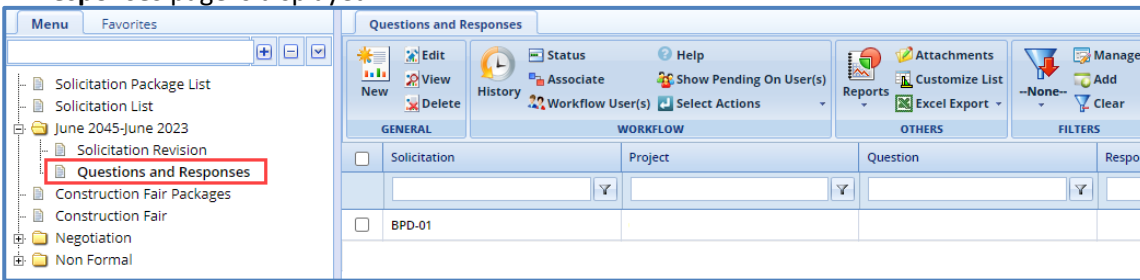 Menu Favorites
Solicitation Package List
Solicitation List
June 2045-June 2023
Solicitation Revision
Questions and Responses
Construction Fair Packages
Construction Fair
Negotiation
Non Formal
Questions and Responses
New
Edit
View
Delete
GENERAL
History
Status
Associate
Workflow User(s)
Help
Show Pending On User(s)
Select Actions
WORKFLOW
Reports
Attachments
Customize List
Excel Export
OTHERS
--None--
Manage
Add
Clear
FILTERS
Solicitation Project Question Respo
BPD-01